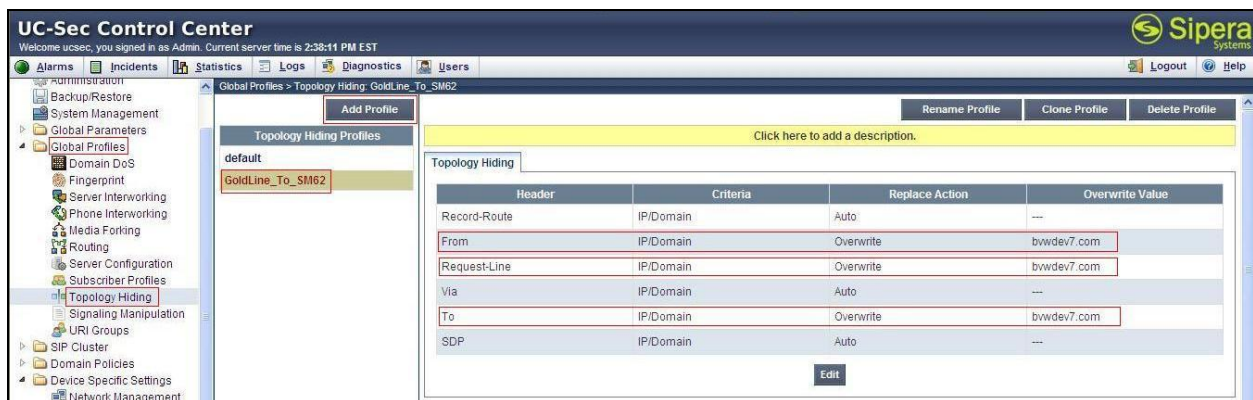 UC-Sec Control Center
Welcome ucsec, you signed in as Admin. Current server time is 2:38:11 PM EST
Sipera
Systems
Alarms Incidents Statistics Logs Diagnostics Users Logout Help
Administration
Backup/Restore
System Management
Global Parameters
Global Profiles
Domain DoS
Fingerprint
Server Interworking
Phone Interworking
Media Forking
Routing
Server Configuration
Subscriber Profiles
Topology Hiding
Signaling Manipulation
URI Groups
SIP Cluster
Domain Policies
Device Specific Settings
Network Management
Global Profiles > Topology Hiding: GoldLine_To_SM62
Add Profile
Topology Hiding Profiles
default
GoldLine_To_SM62
Rename Profile Clone Profile Delete Profile
Click here to add a description.
Topology Hiding
Header Criteria Replace Action Overwrite Value
Record-Route IP/Domain Auto ---
From IP/Domain Overwrite bvwdev7.com
Request-Line IP/Domain Overwrite bvwdev7.com
Via IP/Domain Auto ---
To IP/Domain Overwrite bvwdev7.com
SDP IP/Domain Auto ---
Edit